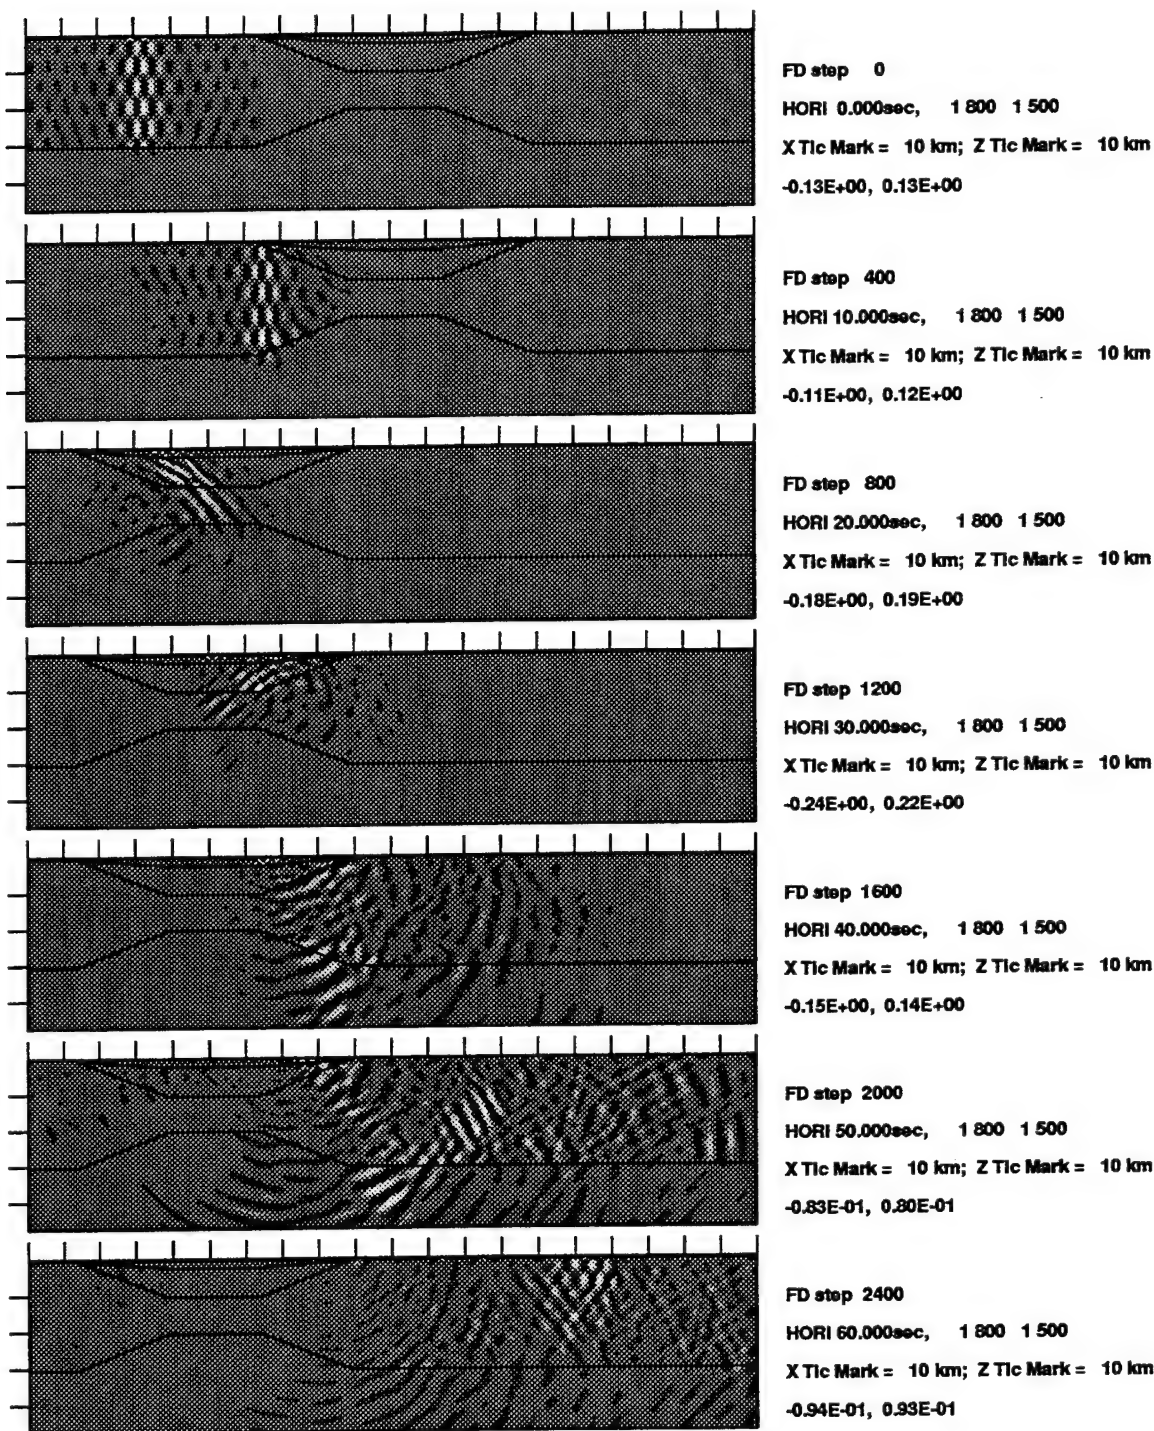 FD step 0
HORI 0.000sec, 1 800 1 500
X Tic Mark = 10 km; Z Tic Mark = 10 km
-0.13E+00, 0.13E+00
FD step 400
HORI 10.000sec, 1 800 1 500
X Tic Mark = 10 km; Z Tic Mark = 10 km
-0.11E+00, 0.12E+00
FD step 800
HORI 20.000sec, 1 800 1 500
X Tic Mark = 10 km; Z Tic Mark = 10 km
-0.18E+00, 0.19E+00
FD step 1200
HORI 30.000sec, 1 800 1 500
X Tic Mark = 10 km; Z Tic Mark = 10 km
-0.24E+00, 0.22E+00
FD step 1600
HORI 40.000sec, 1 800 1 500
X Tic Mark = 10 km; Z Tic Mark = 10 km
-0.15E+00, 0.14E+00
FD step 2000
HORI 50.000sec, 1 800 1 500
X Tic Mark = 10 km; Z Tic Mark = 10 km
-0.83E-01, 0.80E-01
FD step 2400
HORI 60.000sec, 1 800 1 500
X Tic Mark = 10 km; Z Tic Mark = 10 km
-0.94E-01, 0.93E-01